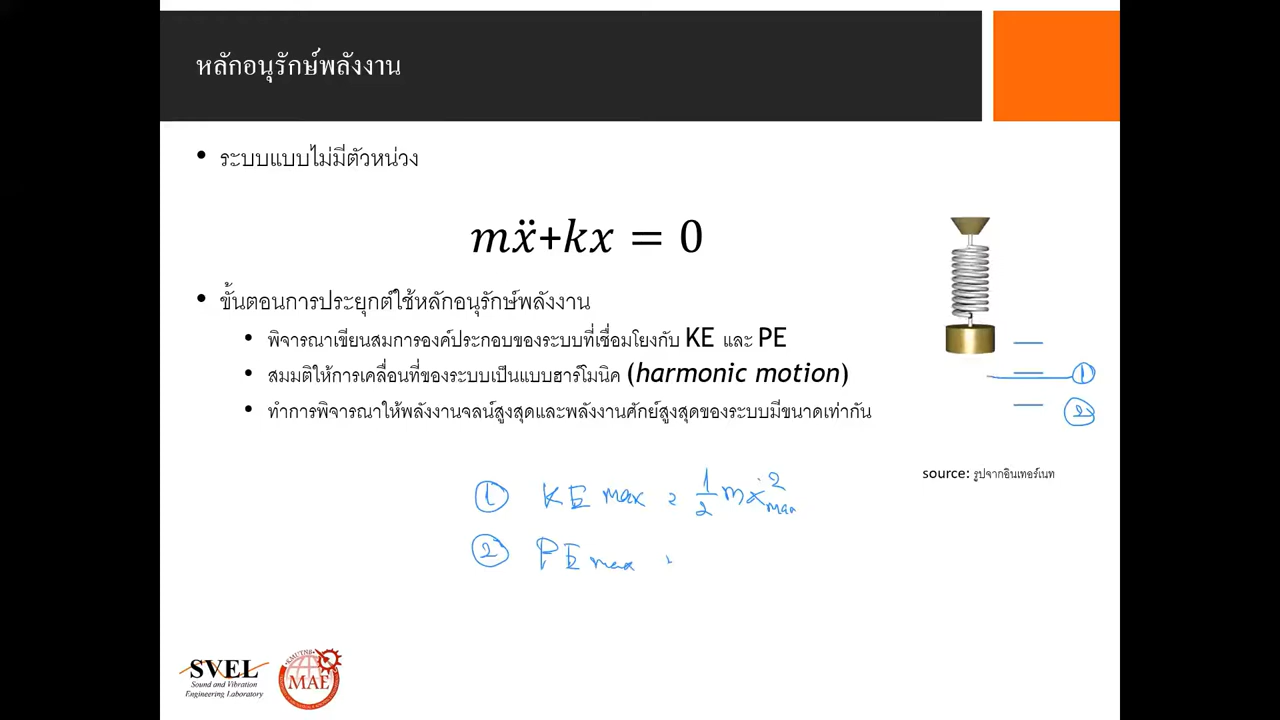 หลักอนุรักษ์พลังงาน
• ระบบแบบไม่มีตัวหน่วง
mẍ+kx = 0
• ขั้นตอนการประยุกต์ใช้หลักอนุรักษ์พลังงาน
• พิจารณาเขียนสมการองค์ประกอบของระบบที่เชื่อมโยงกับ KE และ PE
• สมมติให้การเคลื่อนที่ของระบบเป็นแบบฮาร์โมนิค (harmonic motion)
• ทำการพิจารณาให้พลังงานจลน์สูงสุดและพลังงานศักย์สูงสุดของระบบมีขนาดเท่ากัน
①
②
source: รูปจากอินเทอร์เนท
① KE max = 1/2 mẋ²max
② PE max
SVEL
Sound and Vibration
Engineering Laboratory
KMUTNB
MAE